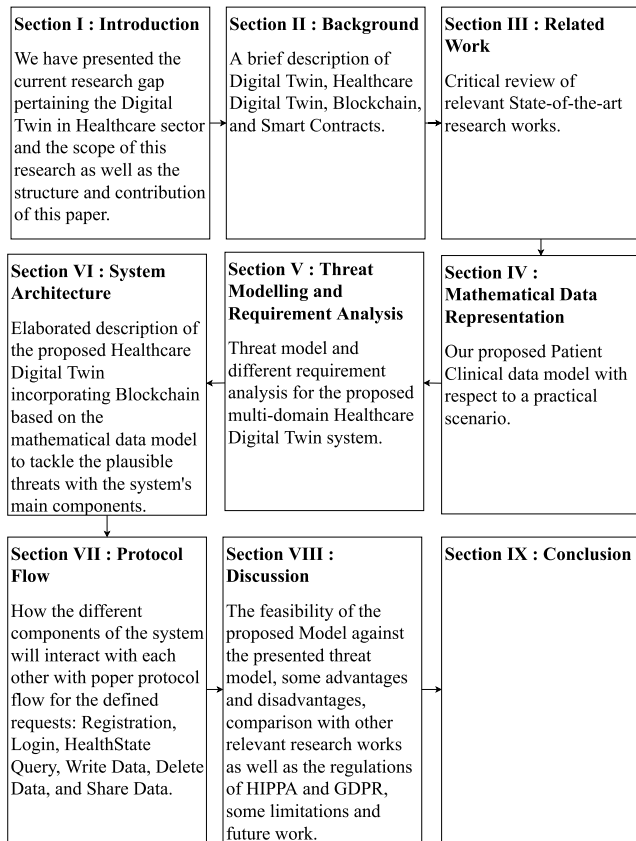 Section I : Introduction
We have presented the
current research gap
pertaining the Digital
Twin in Healthcare sector
and the scope of this
research as well as the
structure and contribution
of this paper.
Section II : Background
A brief description of
Digital Twin, Healthcare
Digital Twin, Blockchain,
and Smart Contracts.
Section III : Related
Work
Critical review of
relevant State-of-the-art
research works.
Section IV :
Mathematical Data
Representation
Our proposed Patient
Clinical data model with
respect to a practical
scenario.
Section V : Threat
Modelling and
Requirement Analysis
Threat model and
different requirement
analysis for the proposed
multi-domain Healthcare
Digital Twin system.
Section VI : System
Architecture
Elaborated description of
the proposed Healthcare
Digital Twin
incorporating Blockchain
based on the
mathematical data model
to tackle the plausible
threats with the system's
main components.
Section VII : Protocol
Flow
How the different
components of the system
will interact with each
other with poper protocol
flow for the defined
requests: Registration,
Login, HealthState
Query, Write Data, Delete
Data, and Share Data.
Section VIII :
Discussion
The feasibility of the
proposed Model against
the presented threat
model, some advantages
and disadvantages,
comparison with other
relevant research works
as well as the regulations
of HIPPA and GDPR,
some limitations and
future work.
Section IX : Conclusion